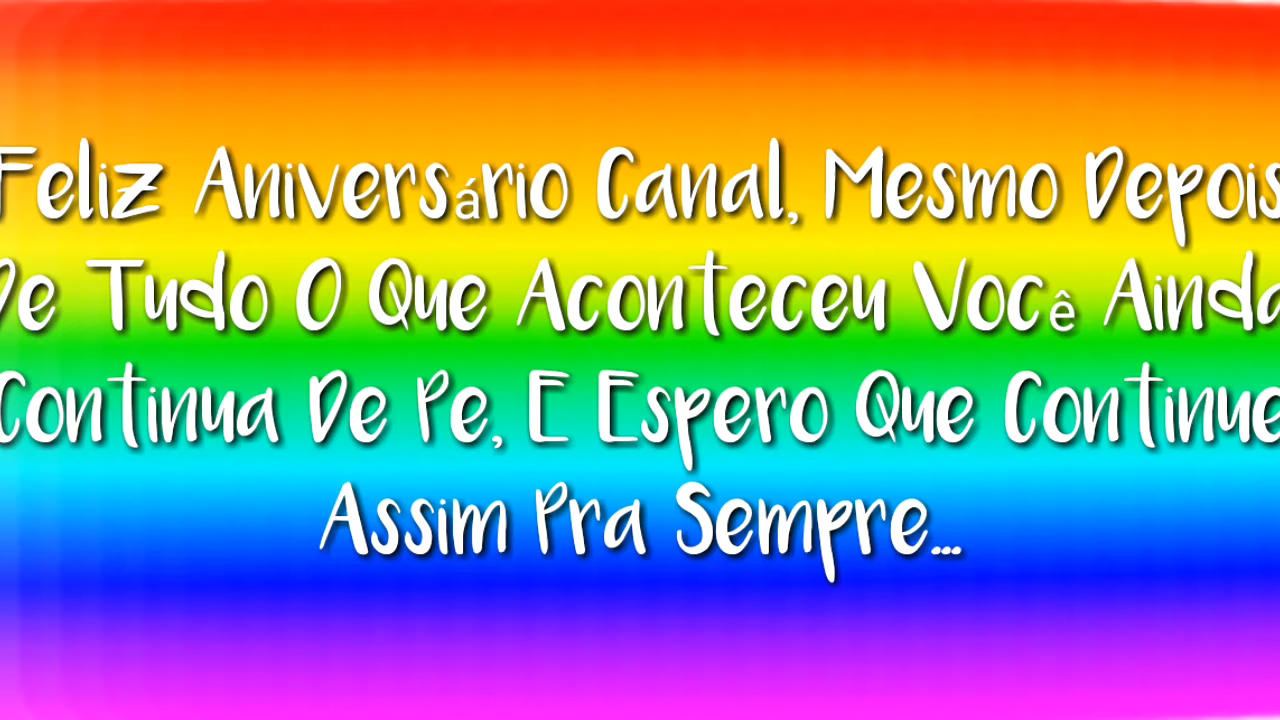 Feliz Aniversário Canal, Mesmo Depois
De Tudo O Que Aconteceu Você Ainda
Continua De Pe, E Espero Que Continue
Assim Pra Sempre...